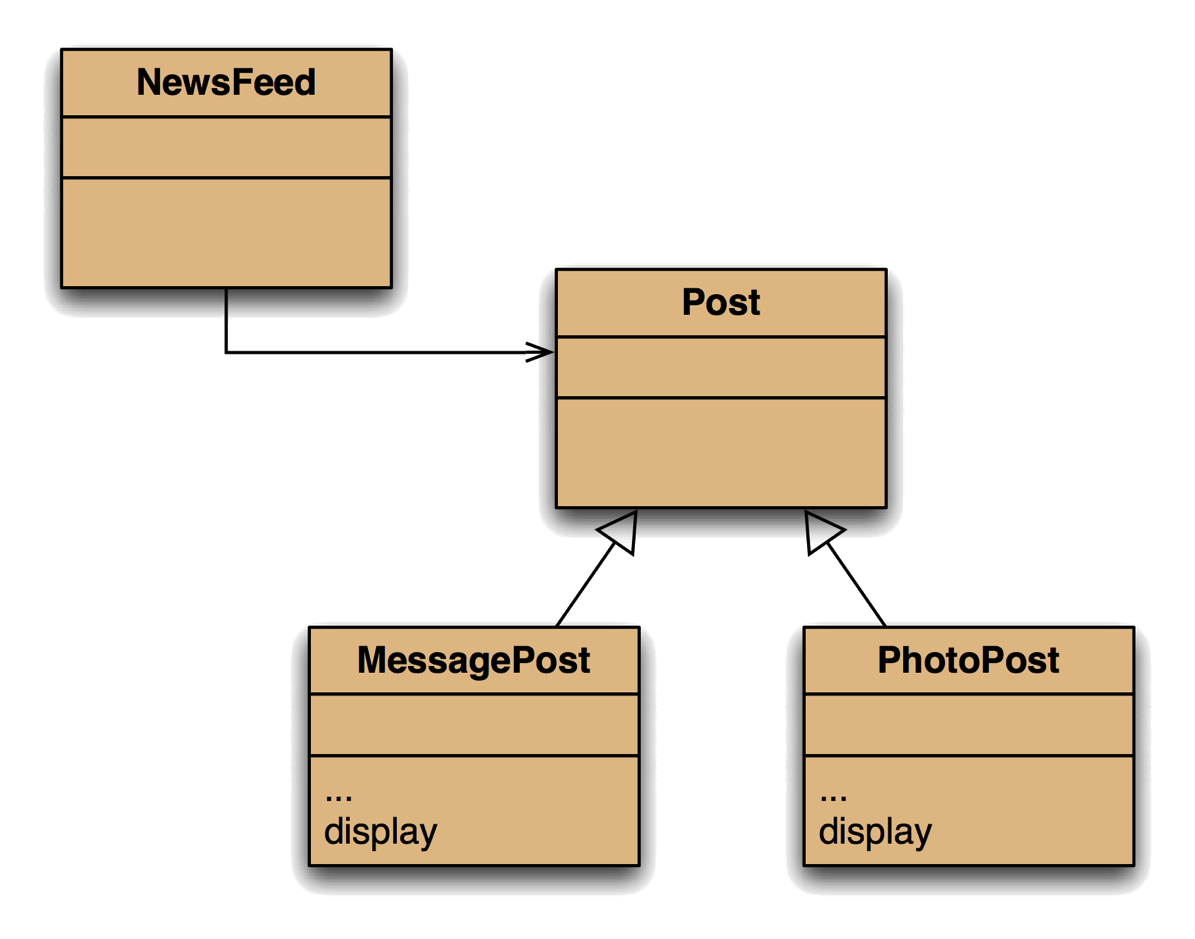 NewsFeed
Post
MessagePost
...
display
PhotoPost
...
display